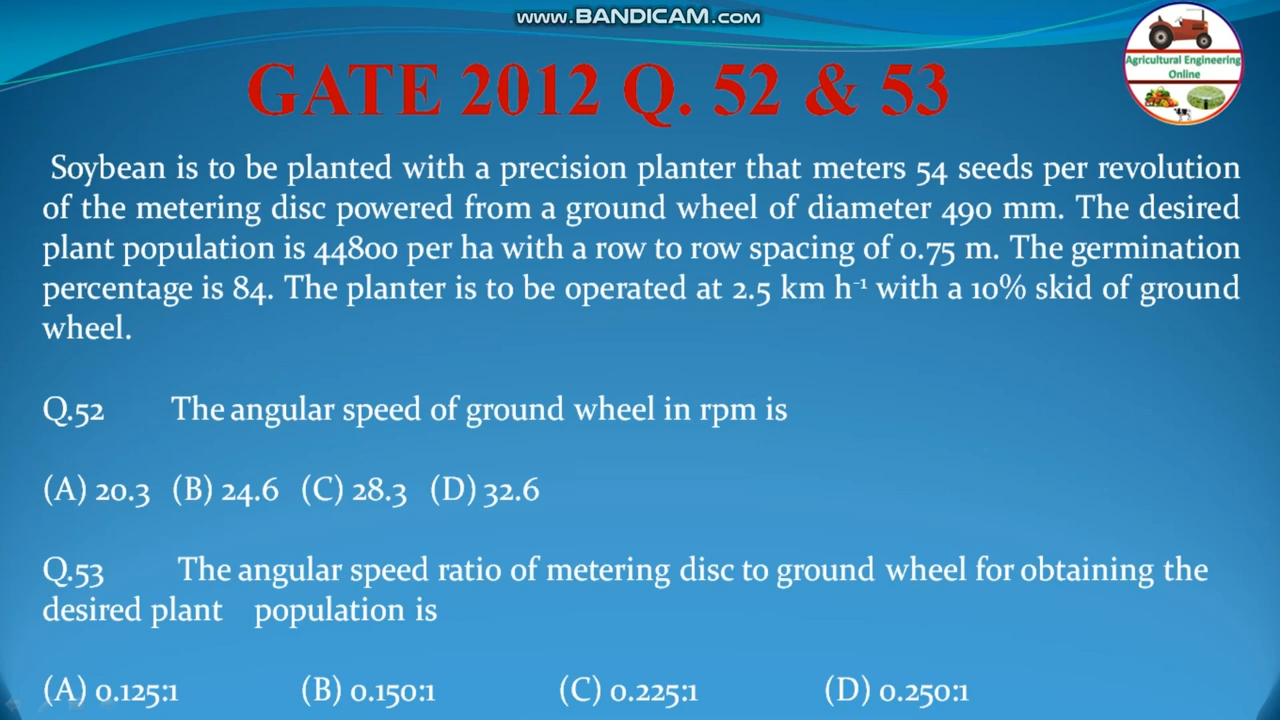 www.BANDICAM.com
GATE 2012 Q. 52 & 53
Agricultural Engineering
Online
Soybean is to be planted with a precision planter that meters 54 seeds per revolution
of the metering disc powered from a ground wheel of diameter 490 mm. The desired
plant population is 44800 per ha with a row to row spacing of 0.75 m. The germination
percentage is 84. The planter is to be operated at 2.5 km h⁻¹ with a 10% skid of ground
wheel.
Q.52 The angular speed of ground wheel in rpm is
(A) 20.3 (B) 24.6 (C) 28.3 (D) 32.6
Q.53 The angular speed ratio of metering disc to ground wheel for obtaining the
desired plant population is
(A) 0.125:1 (B) 0.150:1 (C) 0.225:1 (D) 0.250:1